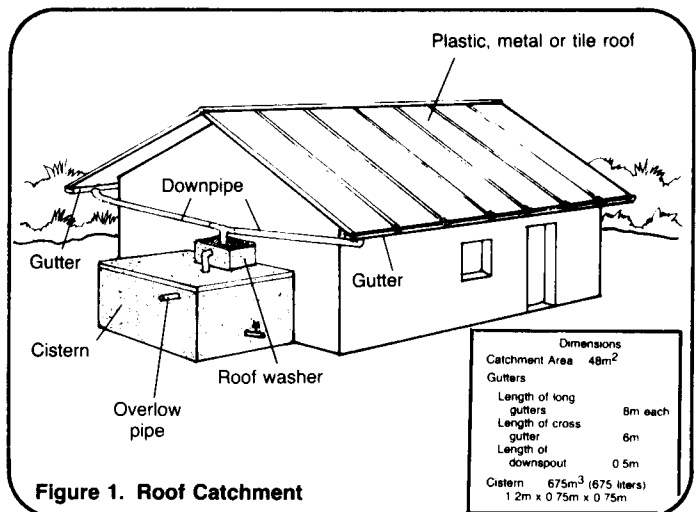 Plastic, metal or tile roof
Downpipe
Gutter
Gutter
Cistern
Roof washer
Overlow
pipe
Dimensions
Catchment Area 48m²
Gutters
Length of long
gutters 8m each
Length of cross
gutter 6m
Length of
downspout 0 5m
Cistern 675m³ (675 liters)
1 2m x 0 75m x 0 75m
Figure 1. Roof Catchment